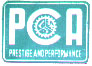 PCA
PRESTIGE AND PERFORMANCE